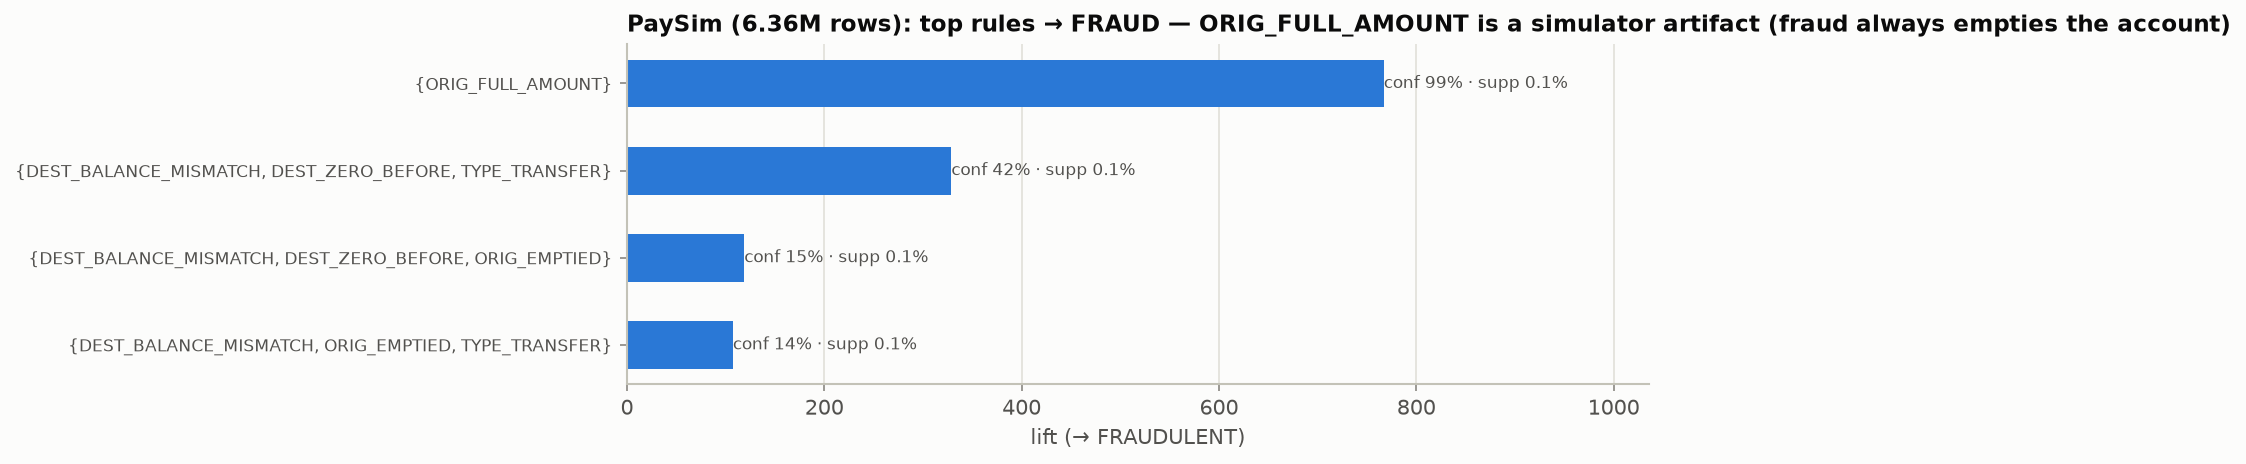 PaySim (6.36M rows): top rules → FRAUD — ORIG_FULL_AMOUNT is a simulator artifact (fraud always empties the account)
{ORIG_FULL_AMOUNT} conf 99% · supp 0.1%
{DEST_BALANCE_MISMATCH, DEST_ZERO_BEFORE, TYPE_TRANSFER} conf 42% · supp 0.1%
{DEST_BALANCE_MISMATCH, DEST_ZERO_BEFORE, ORIG_EMPTIED} conf 15% · supp 0.1%
{DEST_BALANCE_MISMATCH, ORIG_EMPTIED, TYPE_TRANSFER} conf 14% · supp 0.1%
0 200 400 600 800 1000
lift (→ FRAUDULENT)